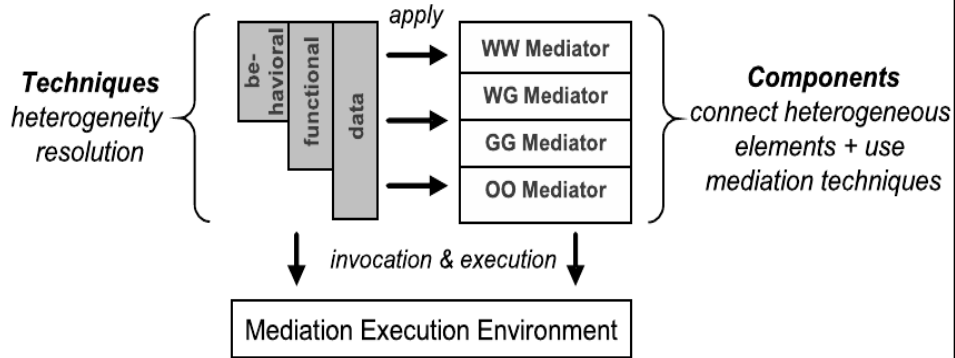 apply
Techniques
heterogeneity
resolution
be-
havioral
functional
data
WW Mediator
WG Mediator
GG Mediator
OO Mediator
Components
connect heterogeneous
elements + use
mediation techniques
invocation & execution
Mediation Execution Environment